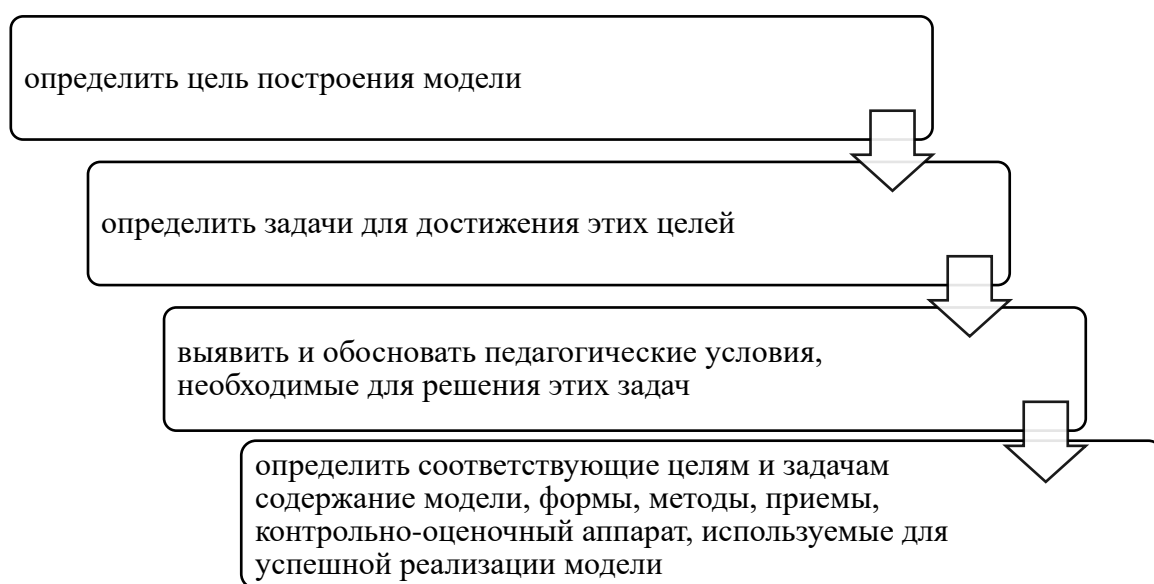 определить цель построения модели
определить задачи для достижения этих целей
выявить и обосновать педагогические условия,
необходимые для решения этих задач
определить соответствующие целям и задачам
содержание модели, формы, методы, приемы,
контрольно-оценочный аппарат, используемые для
успешной реализации модели